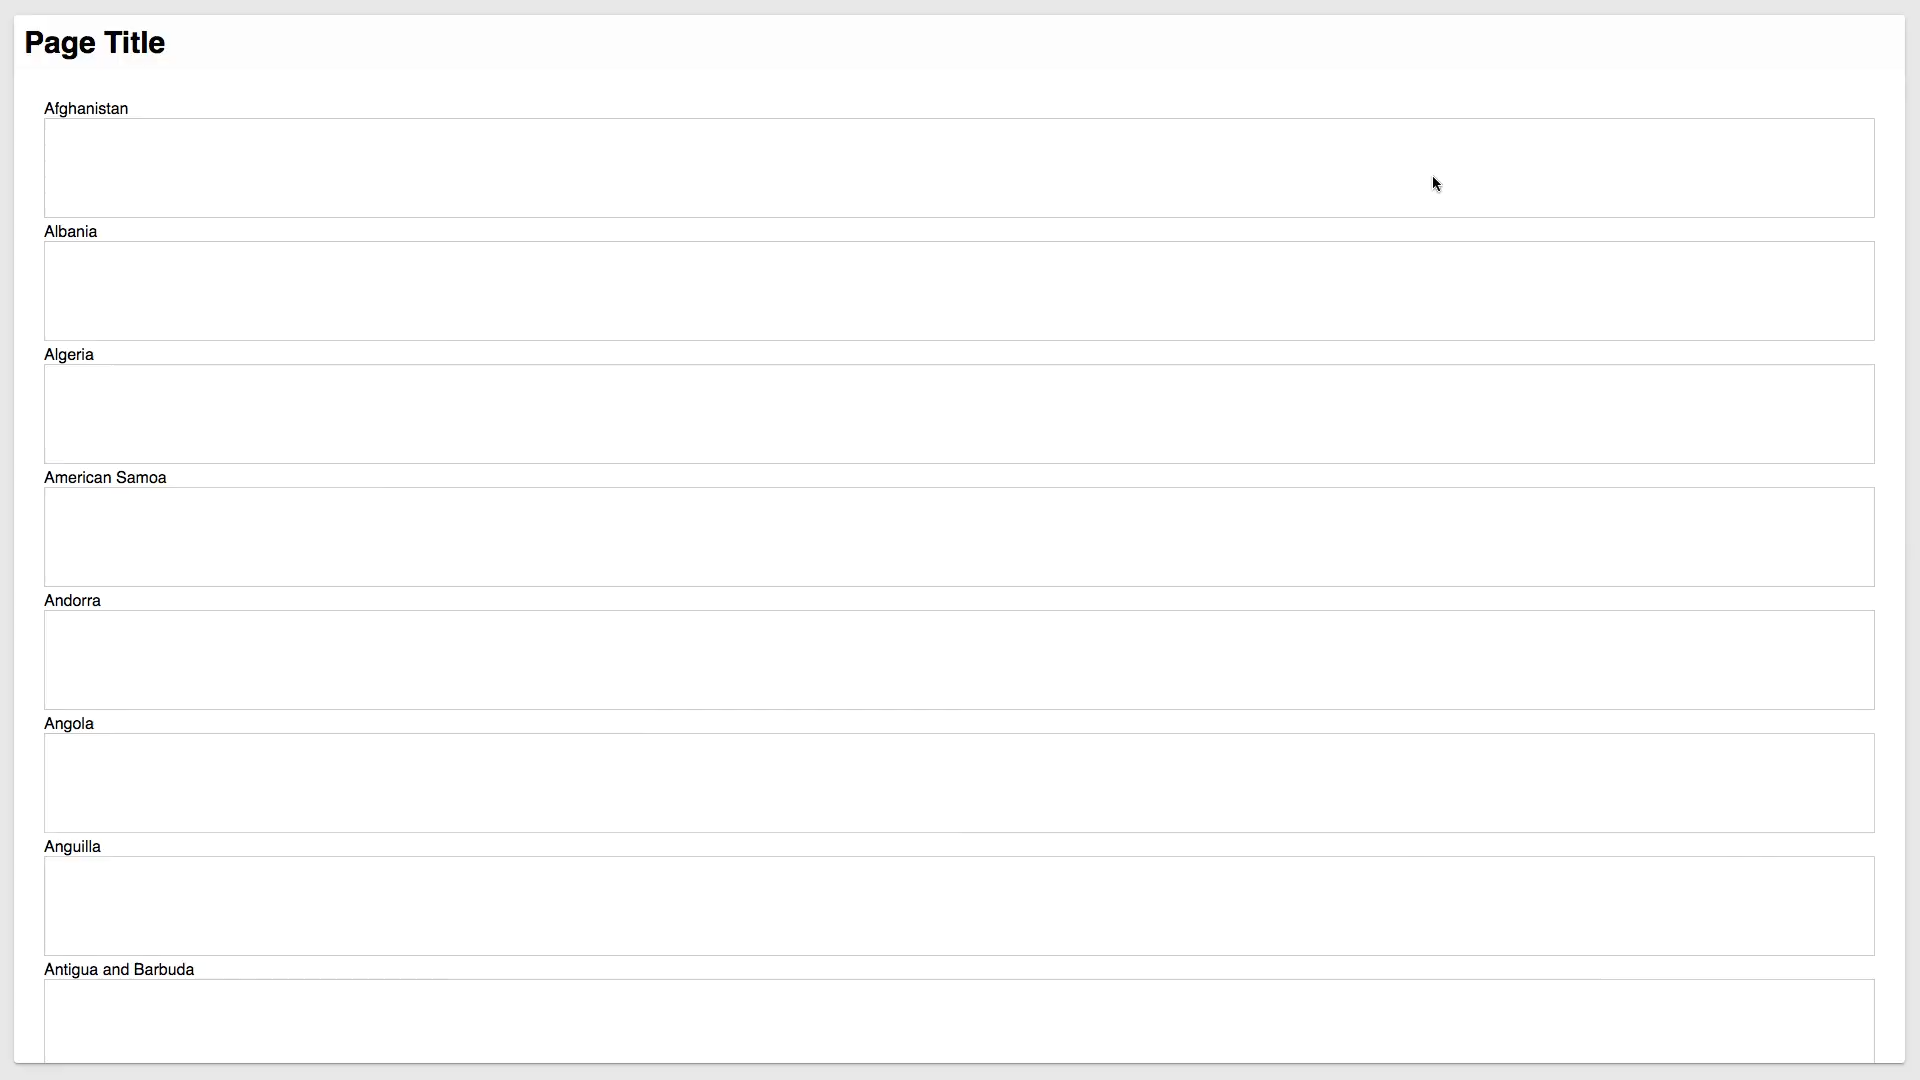 Page Title
Afghanistan
Albania
Algeria
American Samoa
Andorra
Angola
Anguilla
Antigua and Barbuda